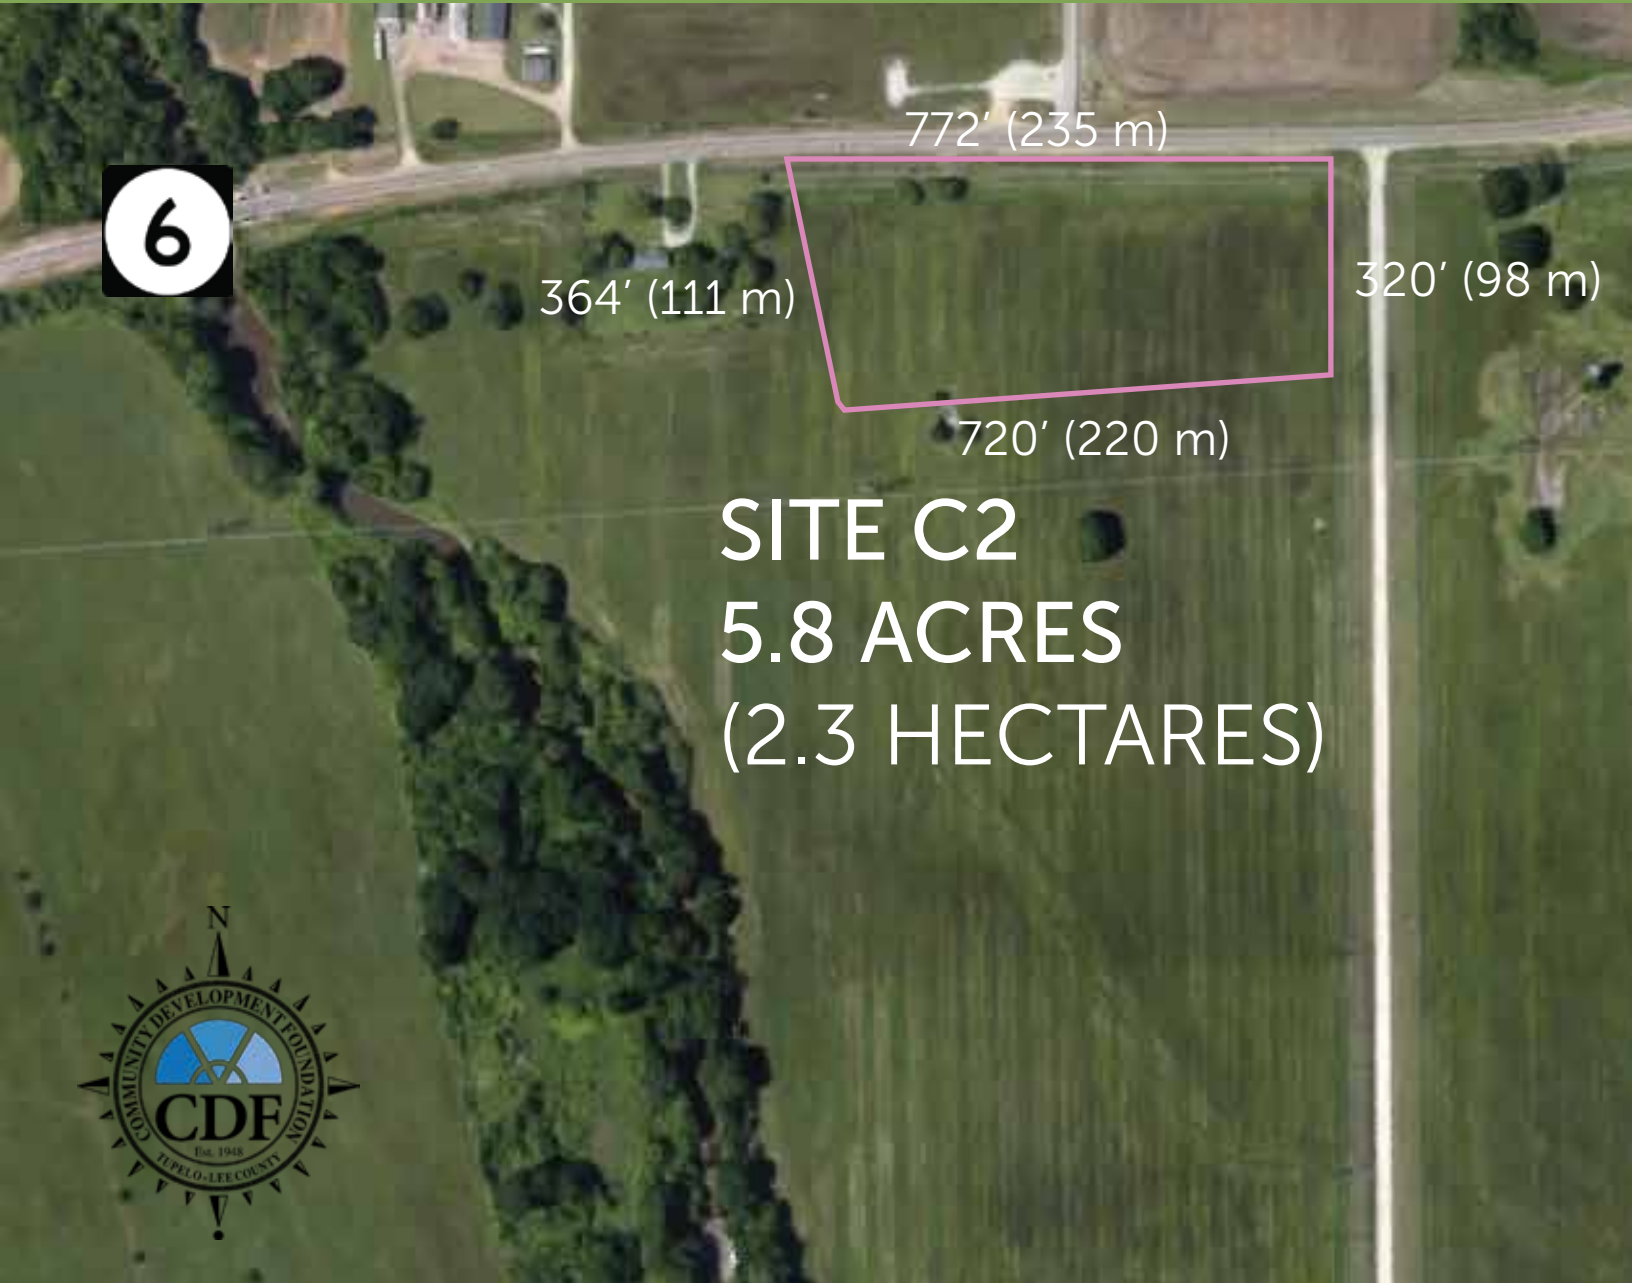 772' (235 m)
6
364' (111 m)
320' (98 m)
720' (220 m)
SITE C2
5.8 ACRES
(2.3 HECTARES)
N
COMMUNITY DEVELOPMENT FOUNDATION
CDF
Est. 1948
TUPELO • LEE COUNTY